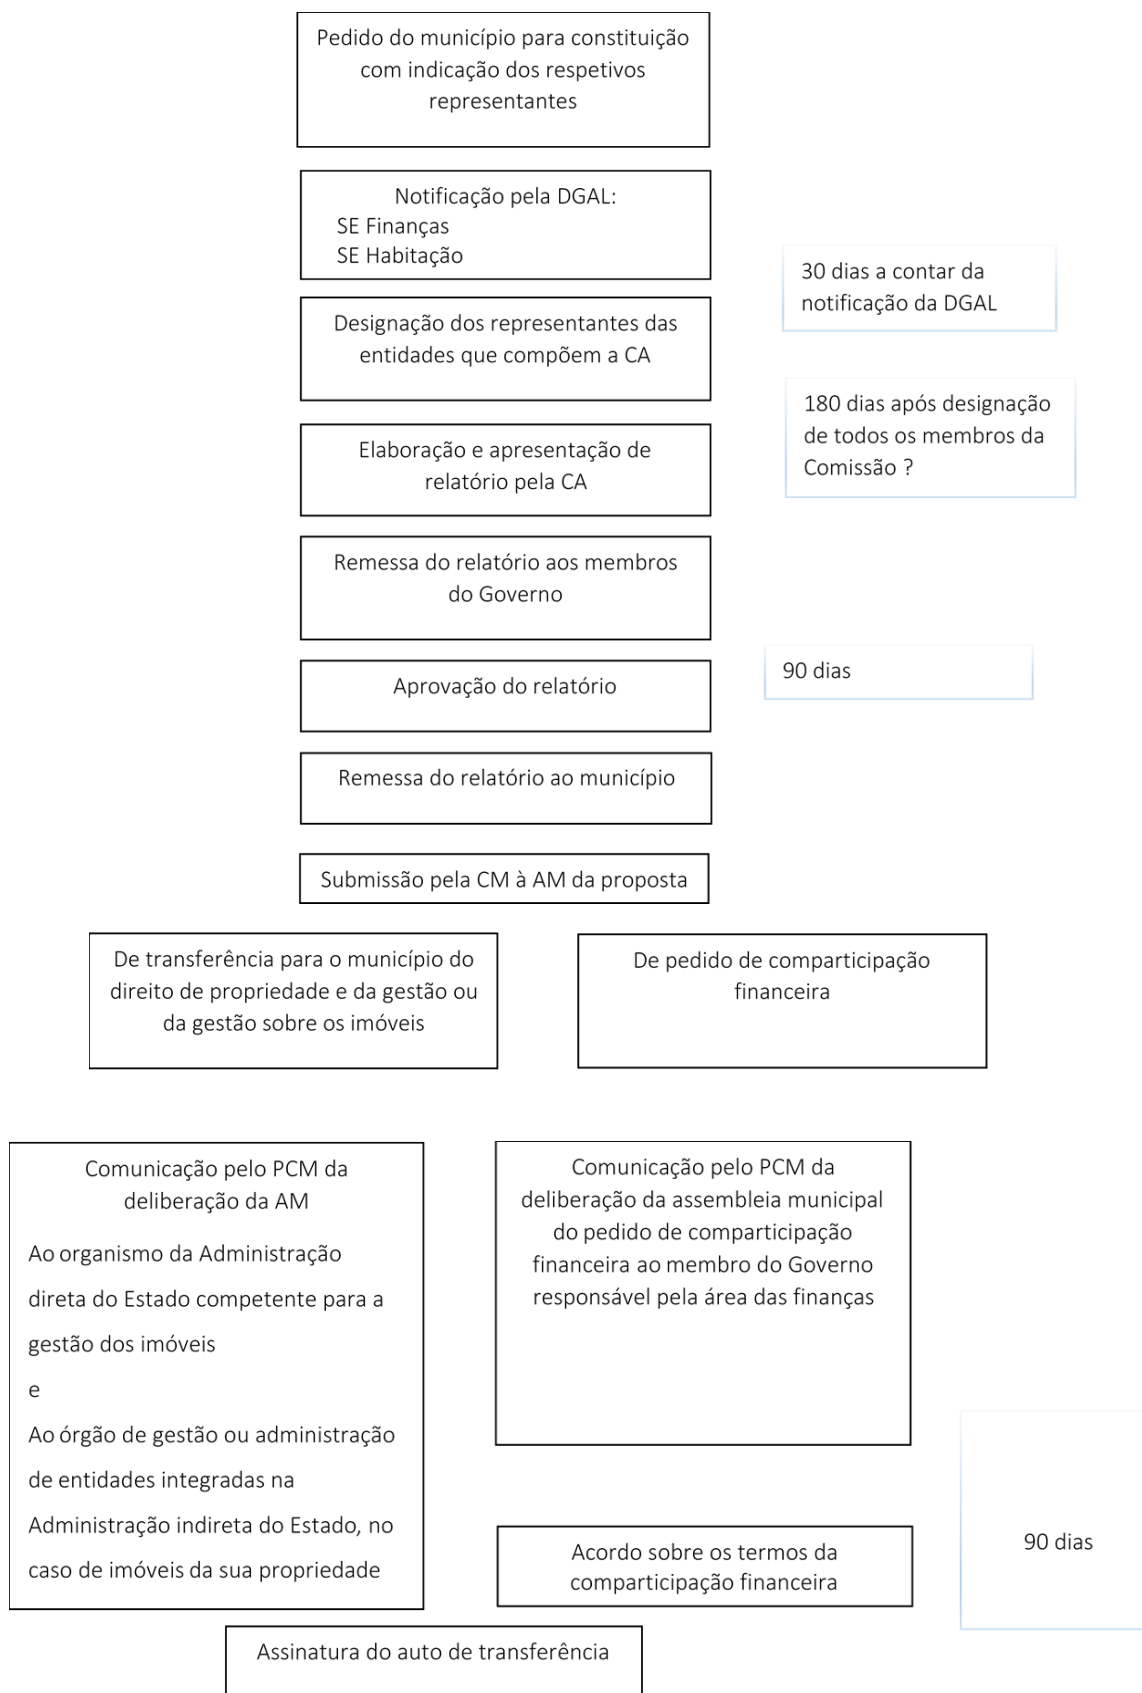 Pedido do município para constituição
com indicação dos respetivos
representantes
Notificação pela DGAL:
SE Finanças
SE Habitação
30 dias a contar da
notificação da DGAL
Designação dos representantes das
entidades que compõem a CA
180 dias após designação
de todos os membros da
Comissão ?
Elaboração e apresentação de
relatório pela CA
Remessa do relatório aos membros
do Governo
Aprovação do relatório
90 dias
Remessa do relatório ao município
Submissão pela CM à AM da proposta
De transferência para o município do
direito de propriedade e da gestão ou
da gestão sobre os imóveis
De pedido de comparticipação
financeira
Comunicação pelo PCM da
deliberação da AM
Ao organismo da Administração
direta do Estado competente para a
gestão dos imóveis
e
Ao órgão de gestão ou administração
de entidades integradas na
Administração indireta do Estado, no
caso de imóveis da sua propriedade
Comunicação pelo PCM da
deliberação da assembleia municipal
do pedido de comparticipação
financeira ao membro do Governo
responsável pela área das finanças
Acordo sobre os termos da
comparticipação financeira
90 dias
Assinatura do auto de transferência